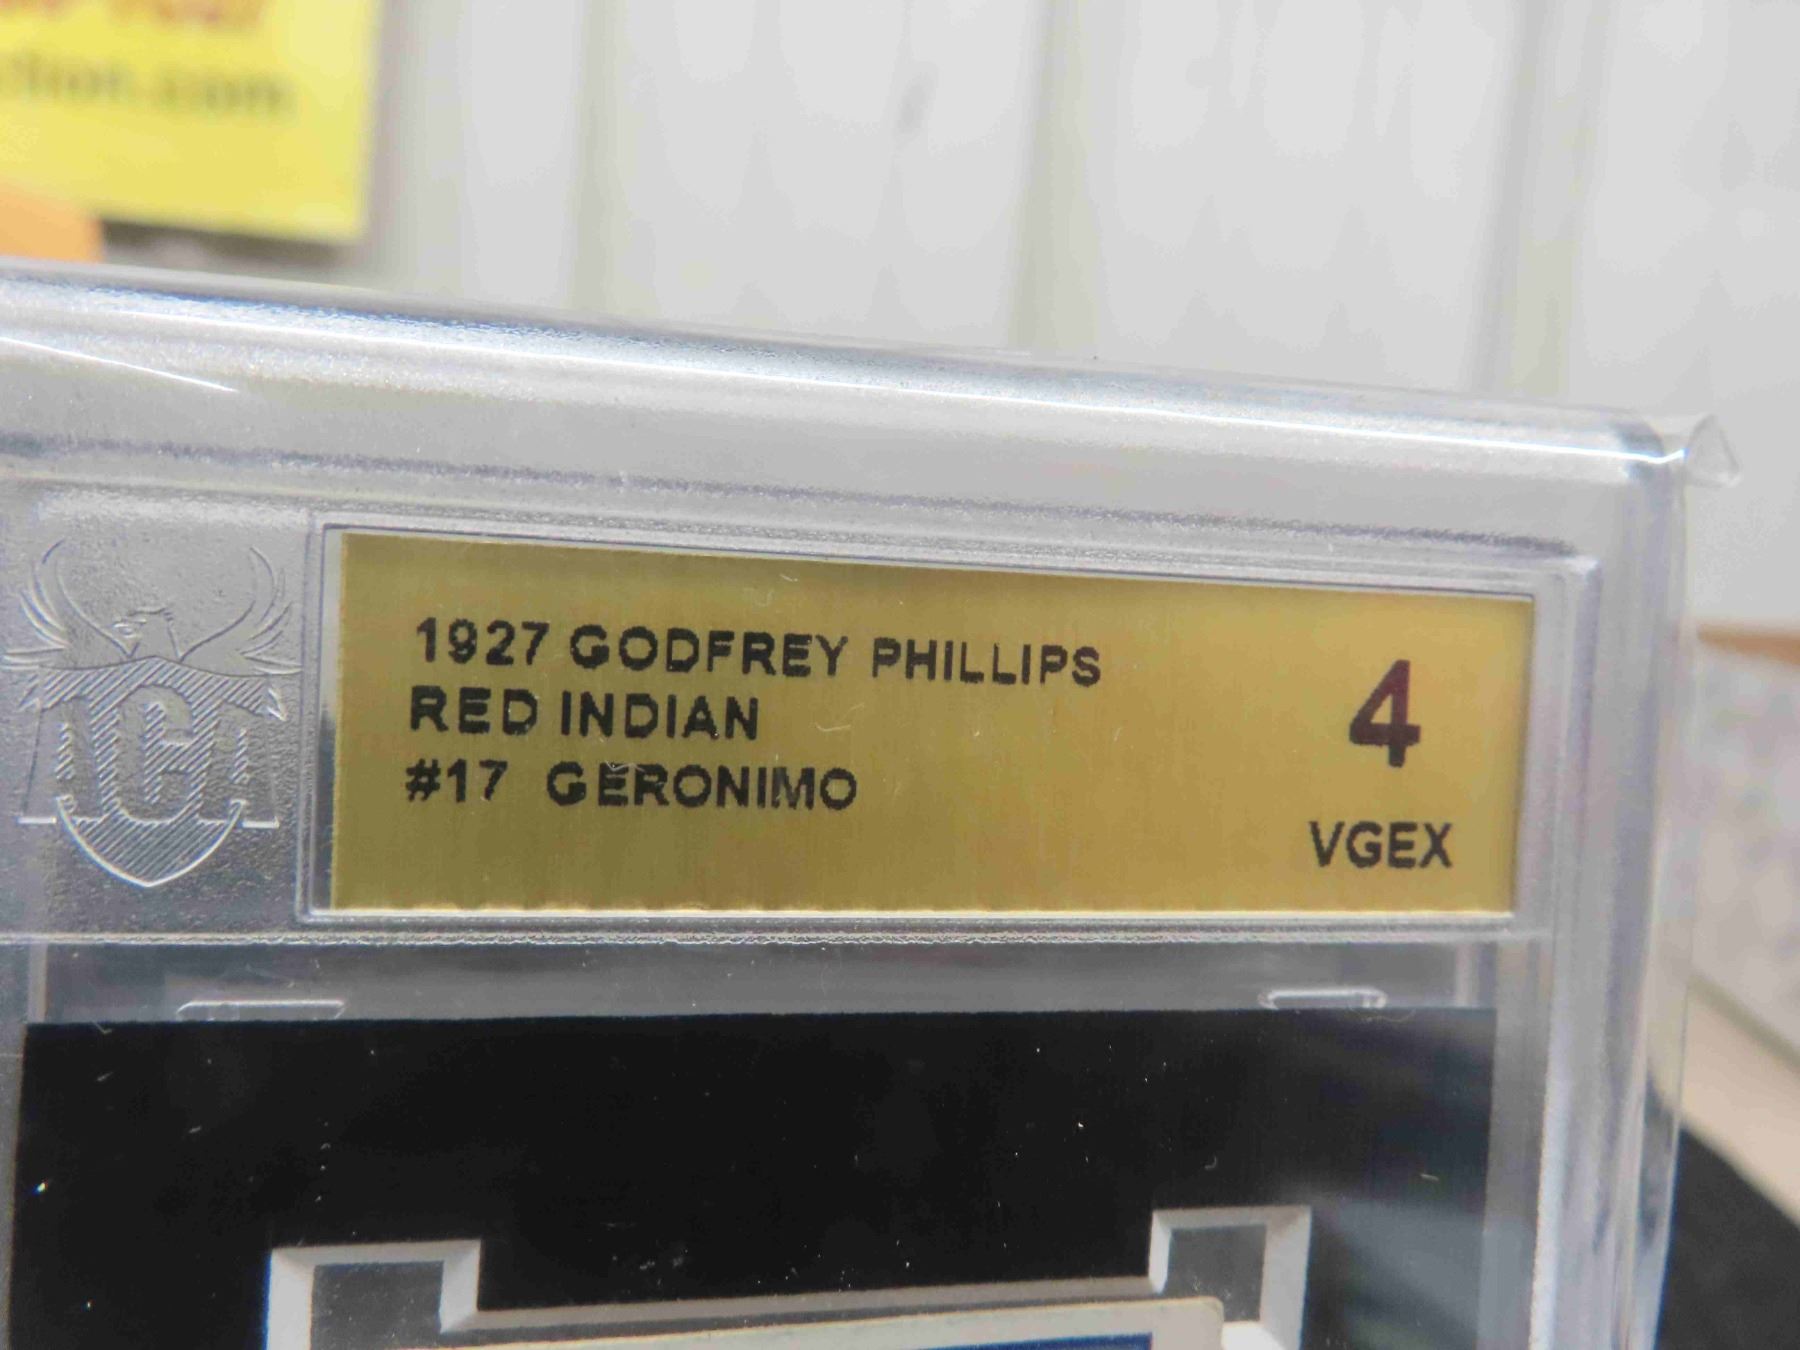 1927 GODFREY PHILLIPS
RED INDIAN
#17 GERONIMO
4
VGEX
ACA